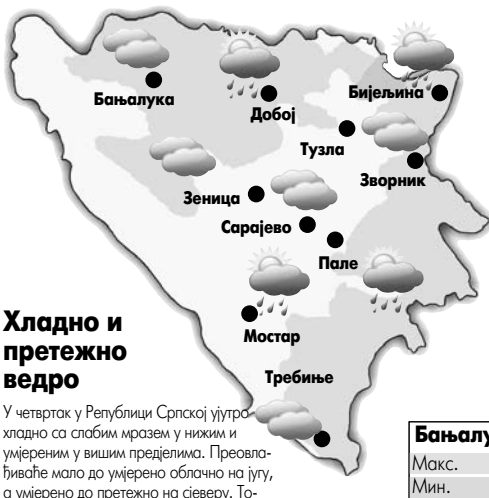 Бањалука
Добој
Бијељина
Тузла
Зворник
Зеница
Сарајево
Пале
Мостар
Требиње
Хладно и
претежно
ведро
У четвртак у Републици Српској ујутро
хладно са слабим мразем у нижим и
умјереним у вишим предјелима. Преовла-
ђиваће мало до умјерено облачно на југу,
а умјерено до претежно на сјеверу. То-
Бањалу
Макс.
Мин.